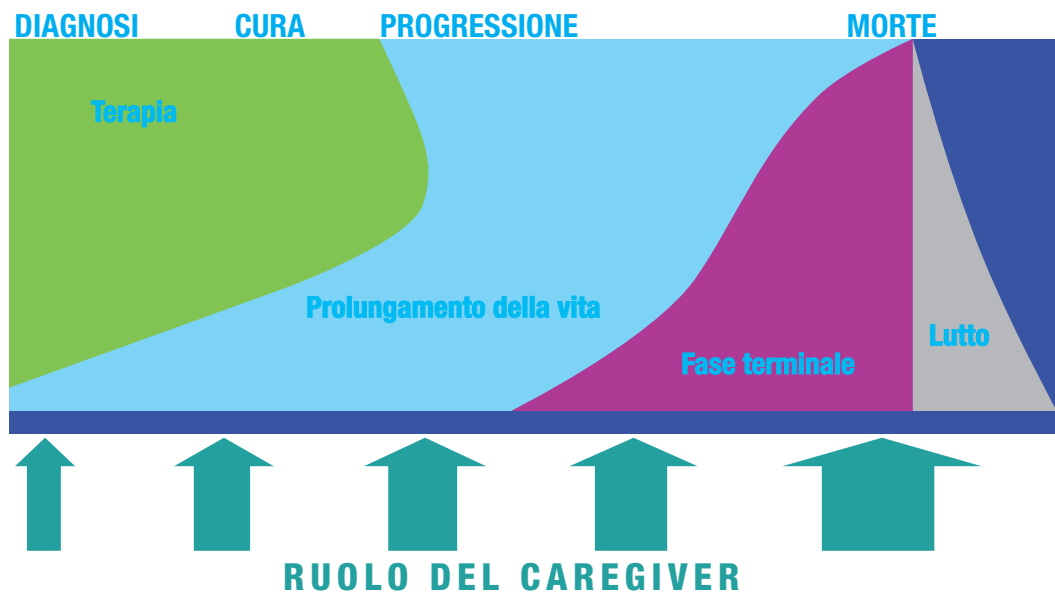 DIAGNOSI CURA PROGRESSIONE MORTE
Terapia
Prolungamento della vita
Lutto
Fase terminale
RUOLO DEL CAREGIVER